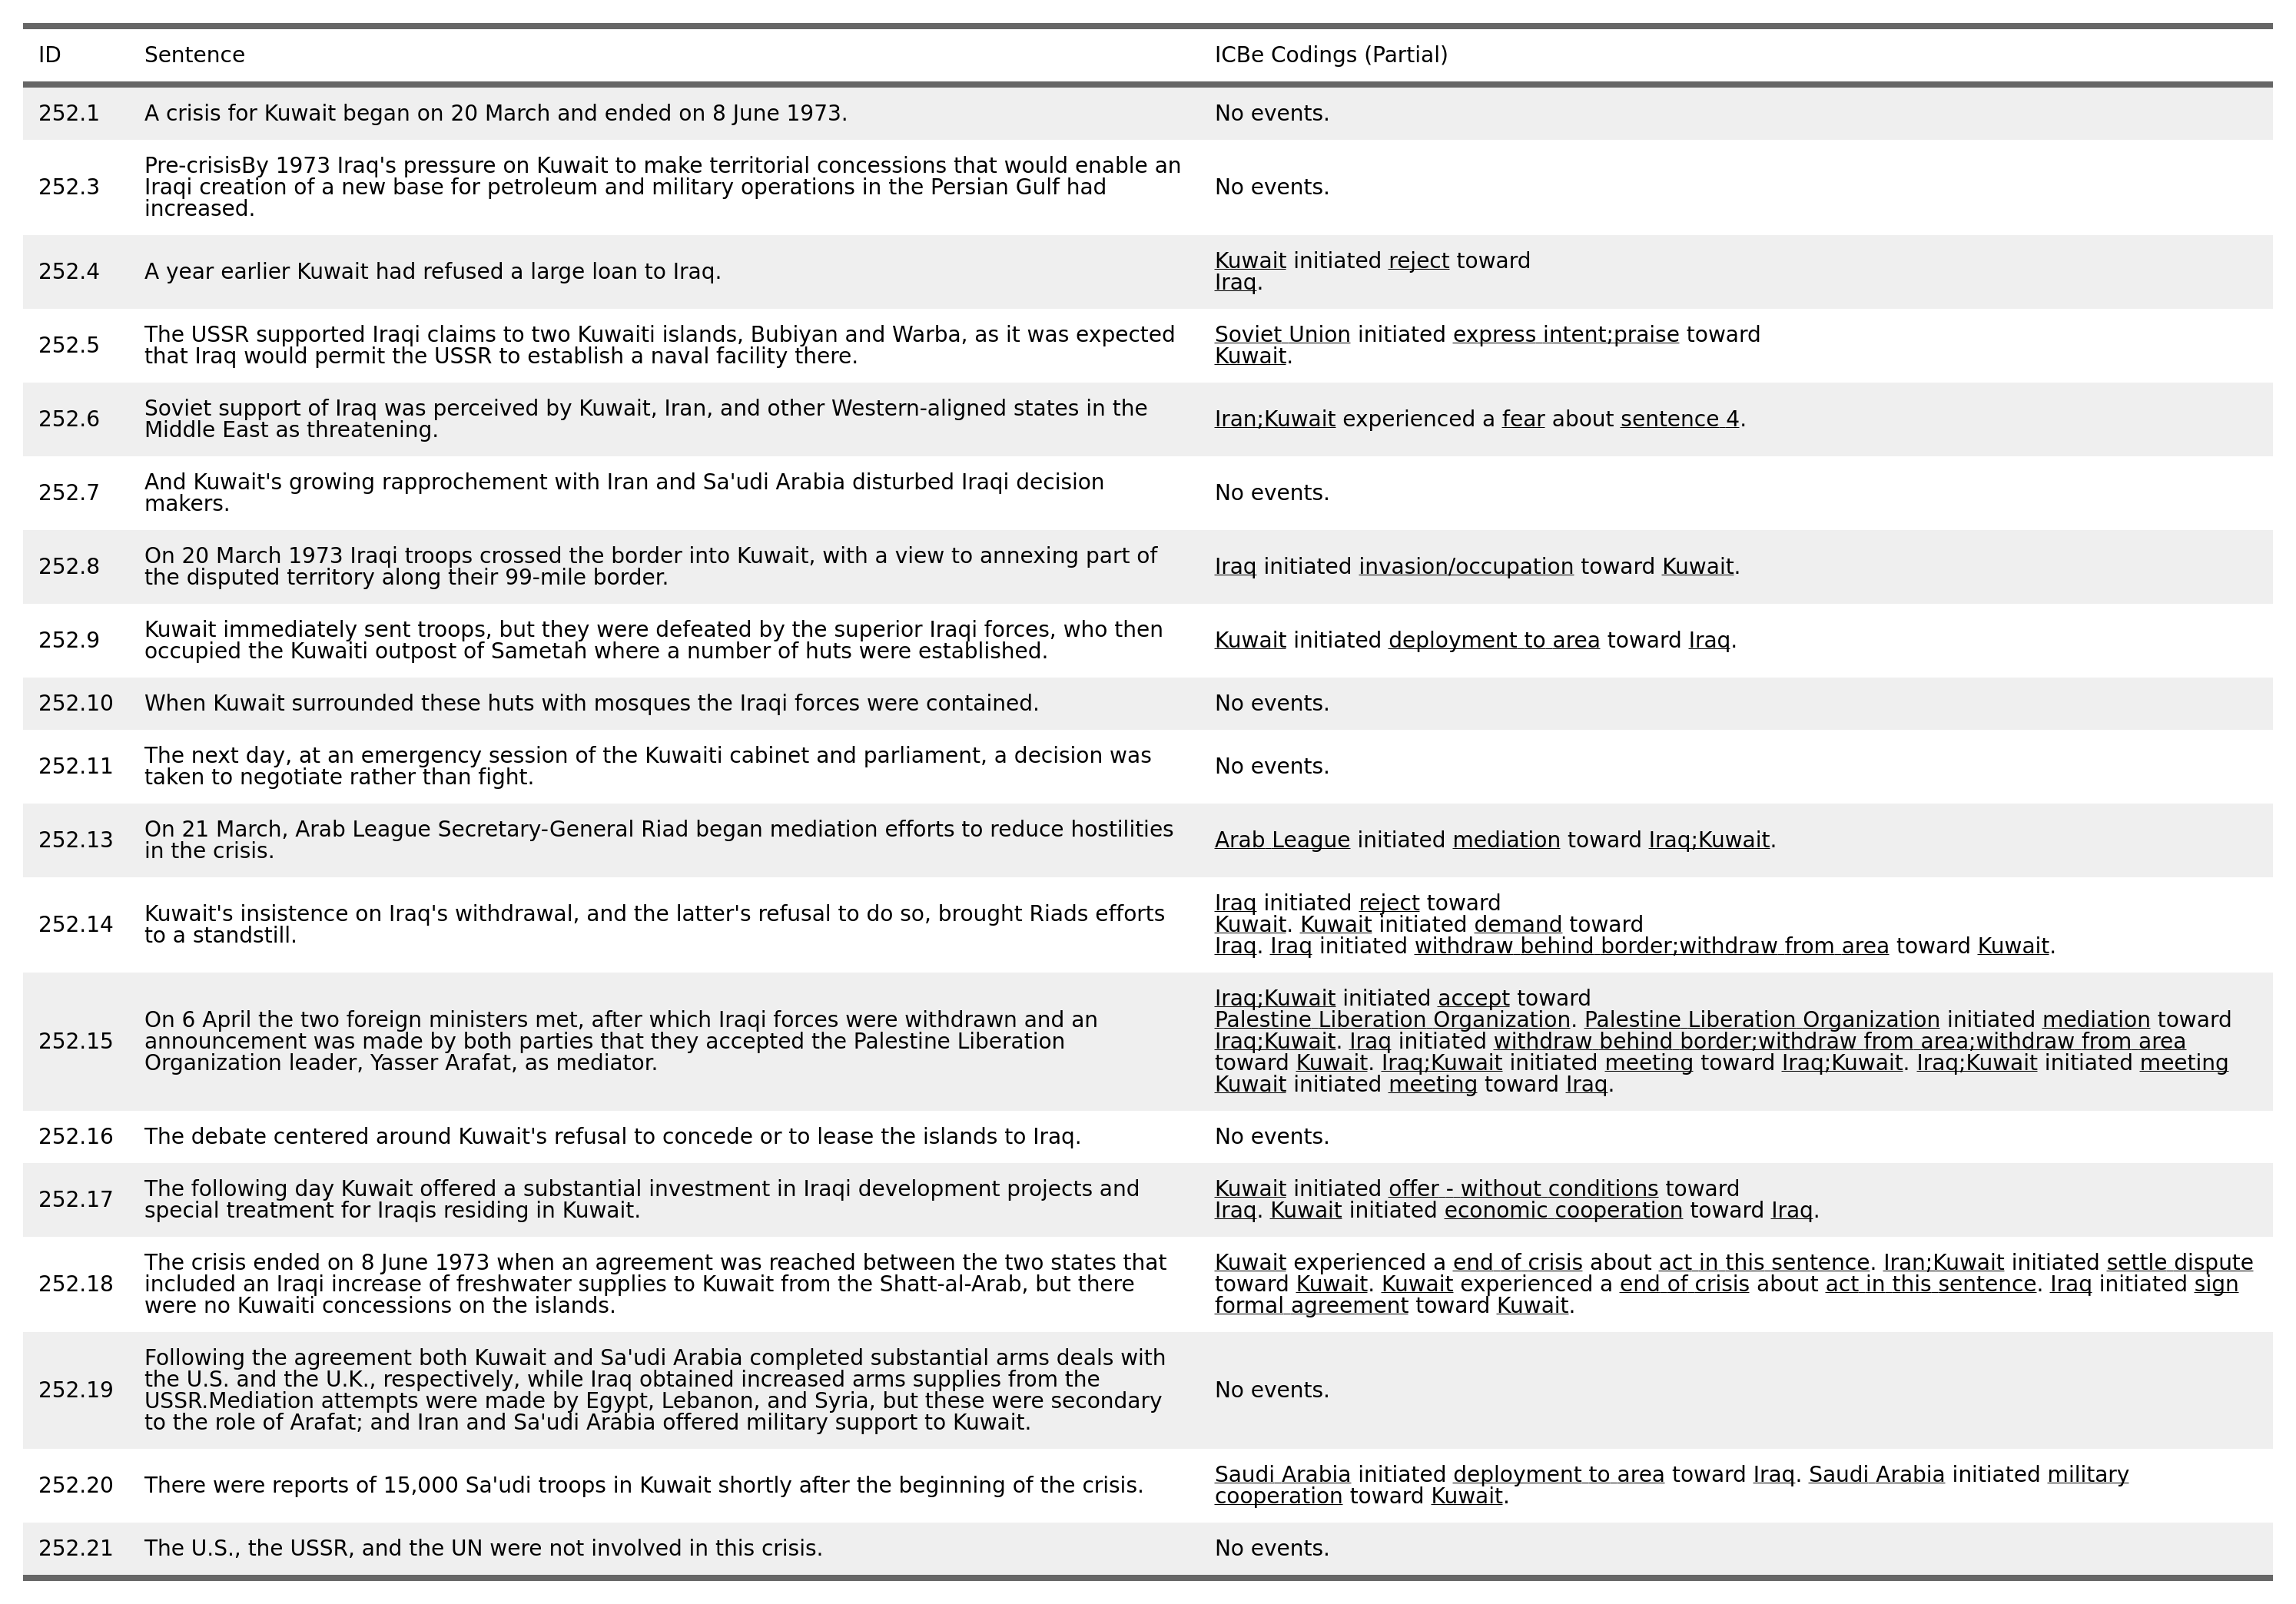 ID Sentence ICBe Codings (Partial)
252.1 A crisis for Kuwait began on 20 March and ended on 8 June 1973. No events.
252.3 Pre-crisisBy 1973 Iraq's pressure on Kuwait to make territorial concessions that would enable an
Iraqi creation of a new base for petroleum and military operations in the Persian Gulf had
increased.
No events.
252.4 A year earlier Kuwait had refused a large loan to Iraq.
Kuwait initiated reject toward
Iraq.
252.5 The USSR supported Iraqi claims to two Kuwaiti islands, Bubiyan and Warba, as it was expected
that Iraq would permit the USSR to establish a naval facility there.
Soviet Union initiated express intent;praise toward
Kuwait.
252.6 Soviet support of Iraq was perceived by Kuwait, Iran, and other Western-aligned states in the
Middle East as threatening.
Iran;Kuwait experienced a fear about sentence 4.
252.7 And Kuwait's growing rapprochement with Iran and Sa'udi Arabia disturbed Iraqi decision
makers.
No events.
252.8 On 20 March 1973 Iraqi troops crossed the border into Kuwait, with a view to annexing part of
the disputed territory along their 99-mile border.
Iraq initiated invasion/occupation toward Kuwait.
252.9 Kuwait immediately sent troops, but they were defeated by the superior Iraqi forces, who then
occupied the Kuwaiti outpost of Sametah where a number of huts were established.
Kuwait initiated deployment to area toward Iraq.
252.10 When Kuwait surrounded these huts with mosques the Iraqi forces were contained. No events.
252.11 The next day, at an emergency session of the Kuwaiti cabinet and parliament, a decision was
taken to negotiate rather than fight.
No events.
252.13 On 21 March, Arab League Secretary-General Riad began mediation efforts to reduce hostilities
in the crisis.
Arab League initiated mediation toward Iraq;Kuwait.
252.14 Kuwait's insistence on Iraq's withdrawal, and the latter's refusal to do so, brought Riads efforts
to a standstill.
Iraq initiated reject toward
Kuwait. Kuwait initiated demand toward
Iraq. Iraq initiated withdraw behind border;withdraw from area toward Kuwait.
252.15 On 6 April the two foreign ministers met, after which Iraqi forces were withdrawn and an
announcement was made by both parties that they accepted the Palestine Liberation
Organization leader, Yasser Arafat, as mediator.
Iraq;Kuwait initiated accept toward
Palestine Liberation Organization. Palestine Liberation Organization initiated mediation toward
Iraq;Kuwait. Iraq initiated withdraw behind border;withdraw from area;withdraw from area
toward Kuwait. Iraq;Kuwait initiated meeting toward Iraq;Kuwait. Iraq;Kuwait initiated meeting
Kuwait initiated meeting toward Iraq.
252.16 The debate centered around Kuwait's refusal to concede or to lease the islands to Iraq. No events.
252.17 The following day Kuwait offered a substantial investment in Iraqi development projects and
special treatment for Iraqis residing in Kuwait.
Kuwait initiated offer - without conditions toward
Iraq. Kuwait initiated economic cooperation toward Iraq.
252.18 The crisis ended on 8 June 1973 when an agreement was reached between the two states that
included an Iraqi increase of freshwater supplies to Kuwait from the Shatt-al-Arab, but there
were no Kuwaiti concessions on the islands.
Kuwait experienced a end of crisis about act in this sentence. Iran;Kuwait initiated settle dispute
toward Kuwait. Kuwait experienced a end of crisis about act in this sentence. Iraq initiated sign
formal agreement toward Kuwait.
252.19 Following the agreement both Kuwait and Sa'udi Arabia completed substantial arms deals with
the U.S. and the U.K., respectively, while Iraq obtained increased arms supplies from the
USSR.Mediation attempts were made by Egypt, Lebanon, and Syria, but these were secondary
to the role of Arafat; and Iran and Sa'udi Arabia offered military support to Kuwait.
No events.
252.20 There were reports of 15,000 Sa'udi troops in Kuwait shortly after the beginning of the crisis.
Saudi Arabia initiated deployment to area toward Iraq. Saudi Arabia initiated military
cooperation toward Kuwait.
252.21 The U.S., the USSR, and the UN were not involved in this crisis. No events.